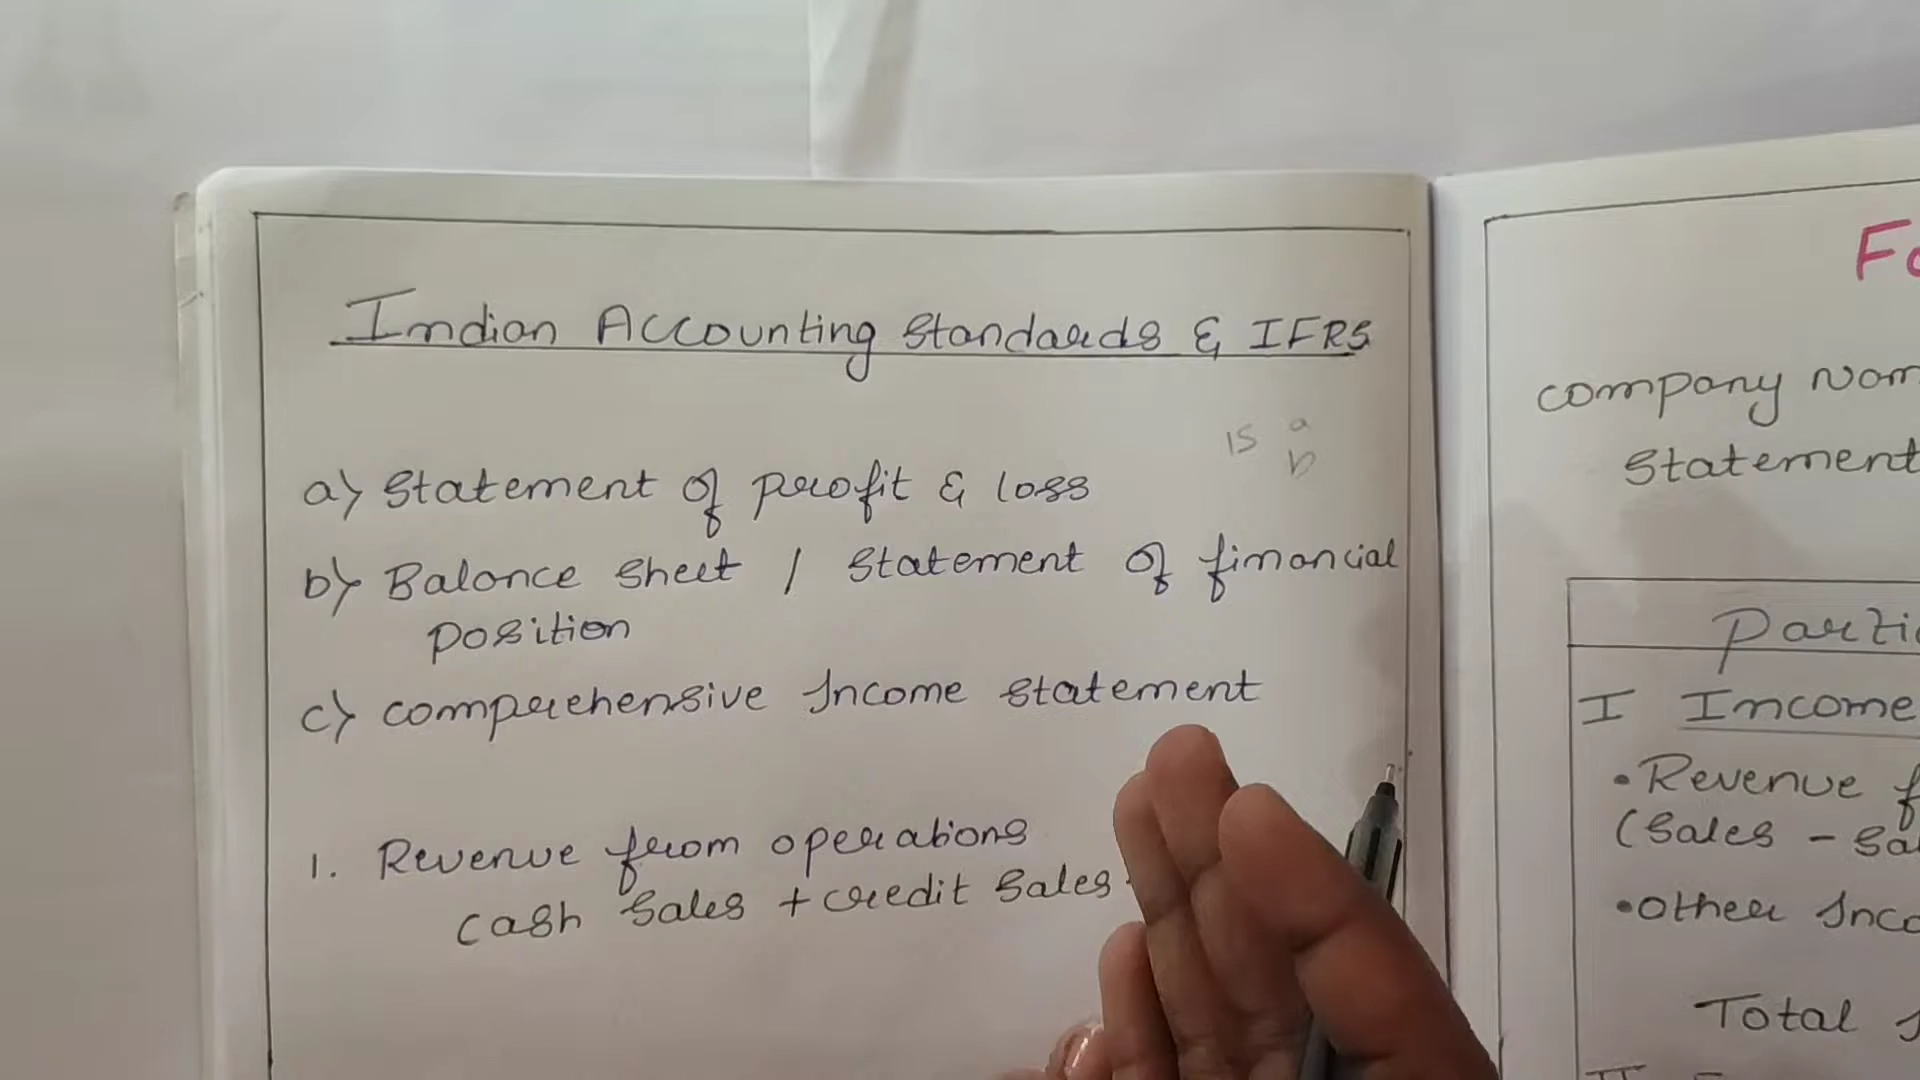 Indian Accounting Standards & IFRS
15 a
b
a) Statement of profit & loss
b) Balance sheet / Statement of financial
position
c) Comprehensive Income statement
1. Revenue from operations
Cash Sales + credit Sales
company
Statement
I Income
• Revenue
(Sales -
• Other
Total